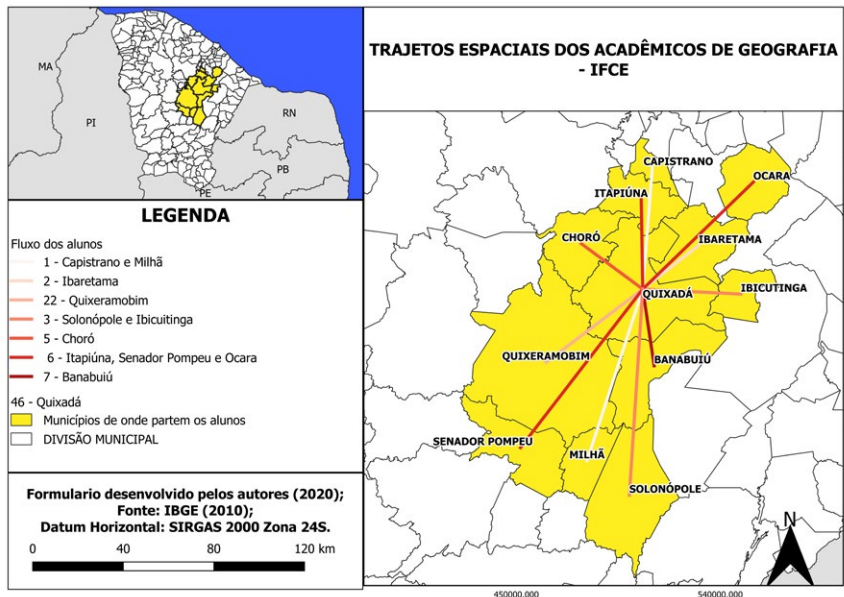 MA
PI
RN
PB
PE
TRAJETOS ESPACIAIS DOS ACADÊMICOS DE GEOGRAFIA
- IFCE
LEGENDA
Fluxo dos alunos
1 - Capistrano e Milhã
2 - Ibaretama
22 - Quixeramobim
3 - Solonópole e Ibicuitinga
5 - Choró
6 - Itapiúna, Senador Pompeu e Ocara
7 - Banabuiú
46 - Quixadá
Municípios de onde partem os alunos
DIVISÃO MUNICIPAL
Formulario desenvolvido pelos autores (2020);
Fonte: IBGE (2010);
Datum Horizontal: SIRGAS 2000 Zona 24S.
0 40 80 120 km
CAPISTRANO
OCARA
ITAPIÚNA
CHORÓ
IBARETAMA
QUIXADÁ
IBICUTINGA
QUIXERAMOBIM
BANABUIÚ
SENADOR POMPEU
MILHÃ
SOLONÓPOLE
N
450000.000 540000.000